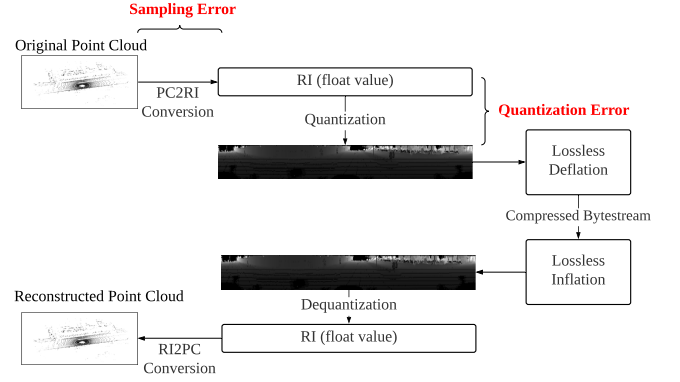 Sampling Error
Original Point Cloud
RI (float value)
PC2RI
Conversion
Quantization
Quantization Error
Lossless
Deflation
Compressed Bytestream
Lossless
Inflation
Dequantization
Reconstructed Point Cloud
RI (float value)
RI2PC
Conversion